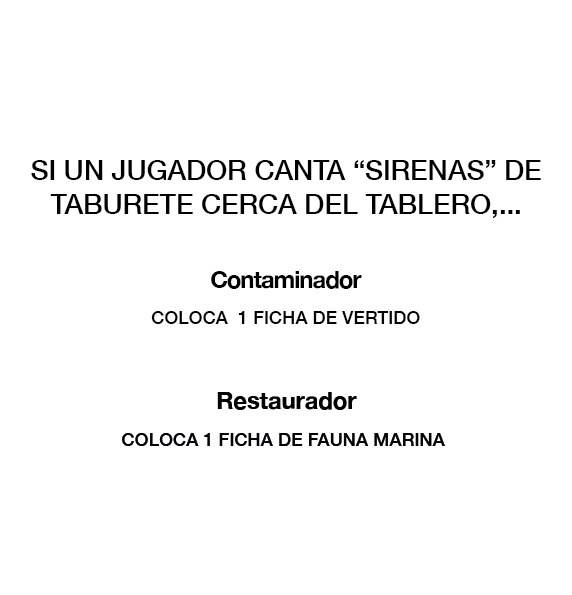 SI UN JUGADOR CANTA “SIRENAS” DE
TABURETE CERCA DEL TABLERO,...
Contaminador
COLOCA  1 FICHA DE VERTIDO
Restaurador
COLOCA 1 FICHA DE FAUNA MARINA